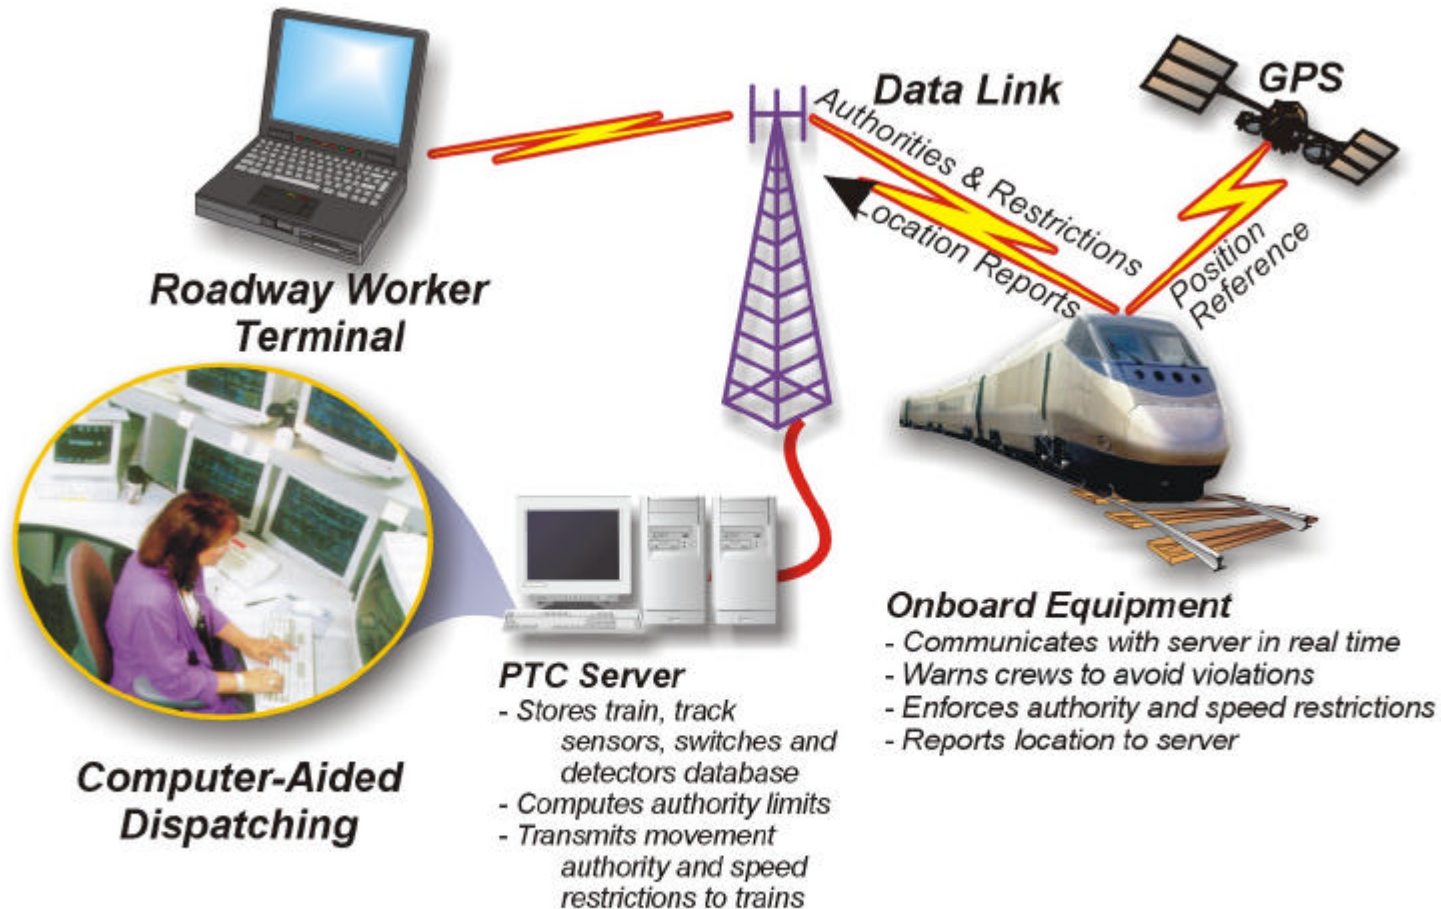 Data Link
GPS
Authorities & Restrictions
Location Reports
Position
Reference
Roadway Worker
Terminal
Computer-Aided
Dispatching
PTC Server
- Stores train, track
sensors, switches and
detectors database
- Computes authority limits
- Transmits movement
authority and speed
restrictions to trains
Onboard Equipment
- Communicates with server in real time
- Warns crews to avoid violations
- Enforces authority and speed restrictions
- Reports location to server